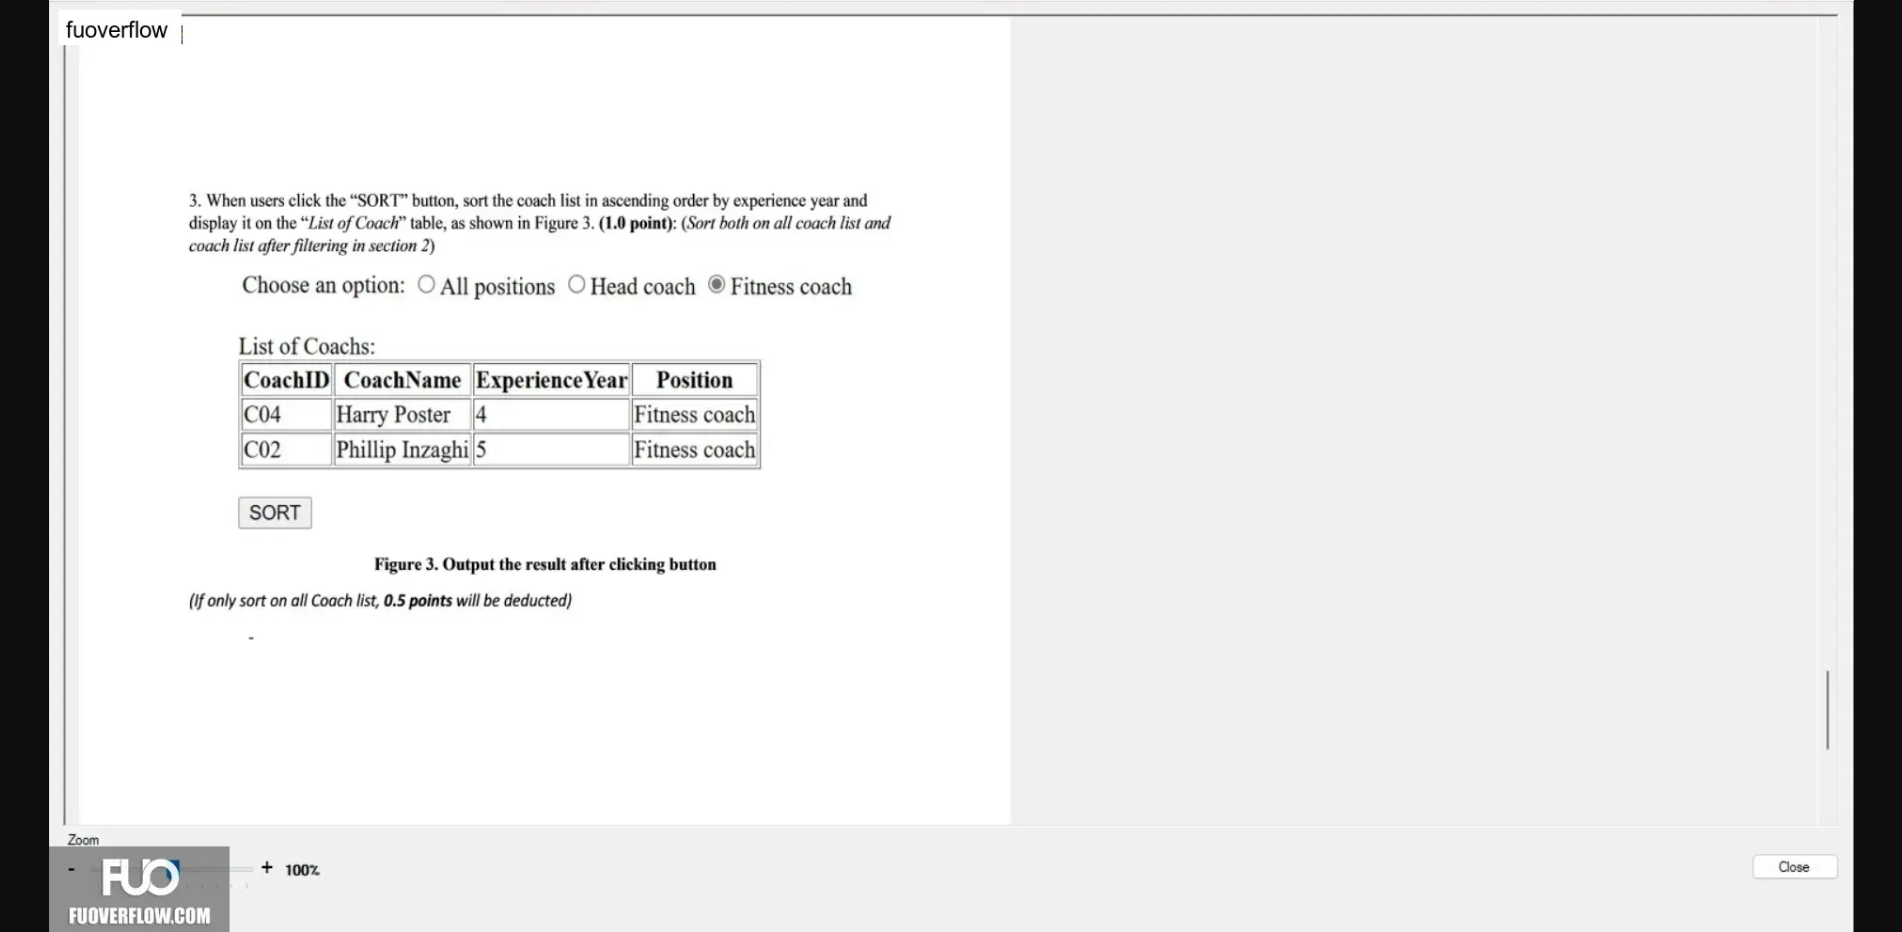 fuoverflow
3. When users click the “SORT” button, sort the coach list in ascending order by experience year and
display it on the “List of Coach” table, as shown in Figure 3. (1.0 point): (Sort both on all coach list and
coach list after filtering in section 2)
Choose an option: All positions Head coach Fitness coach
List of Coachs:
CoachID CoachName ExperienceYear Position
C04 Harry Poster 4 Fitness coach
C02 Phillip Inzaghi 5 Fitness coach
SORT
Figure 3. Output the result after clicking button
(If only sort on all Coach list, 0.5 points will be deducted)
-
Zoom
- + 100%
Close
FUO
FUOVERFLOW.COM